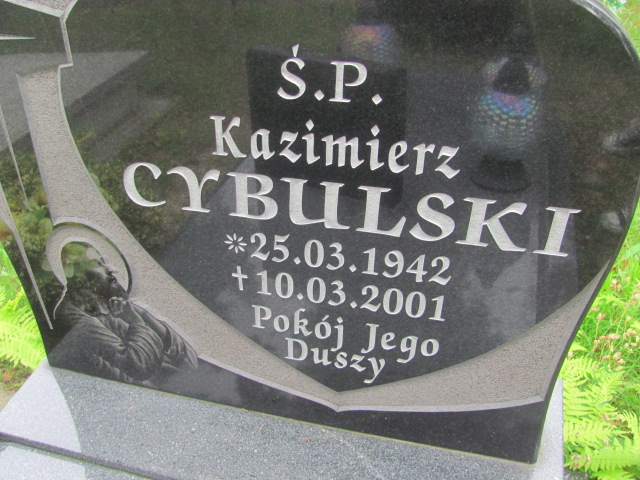 Ś.P.
Kazimierz
CYBULSKI
*25.03.1942
†10.03.2001
Pokój Jego
Duszy